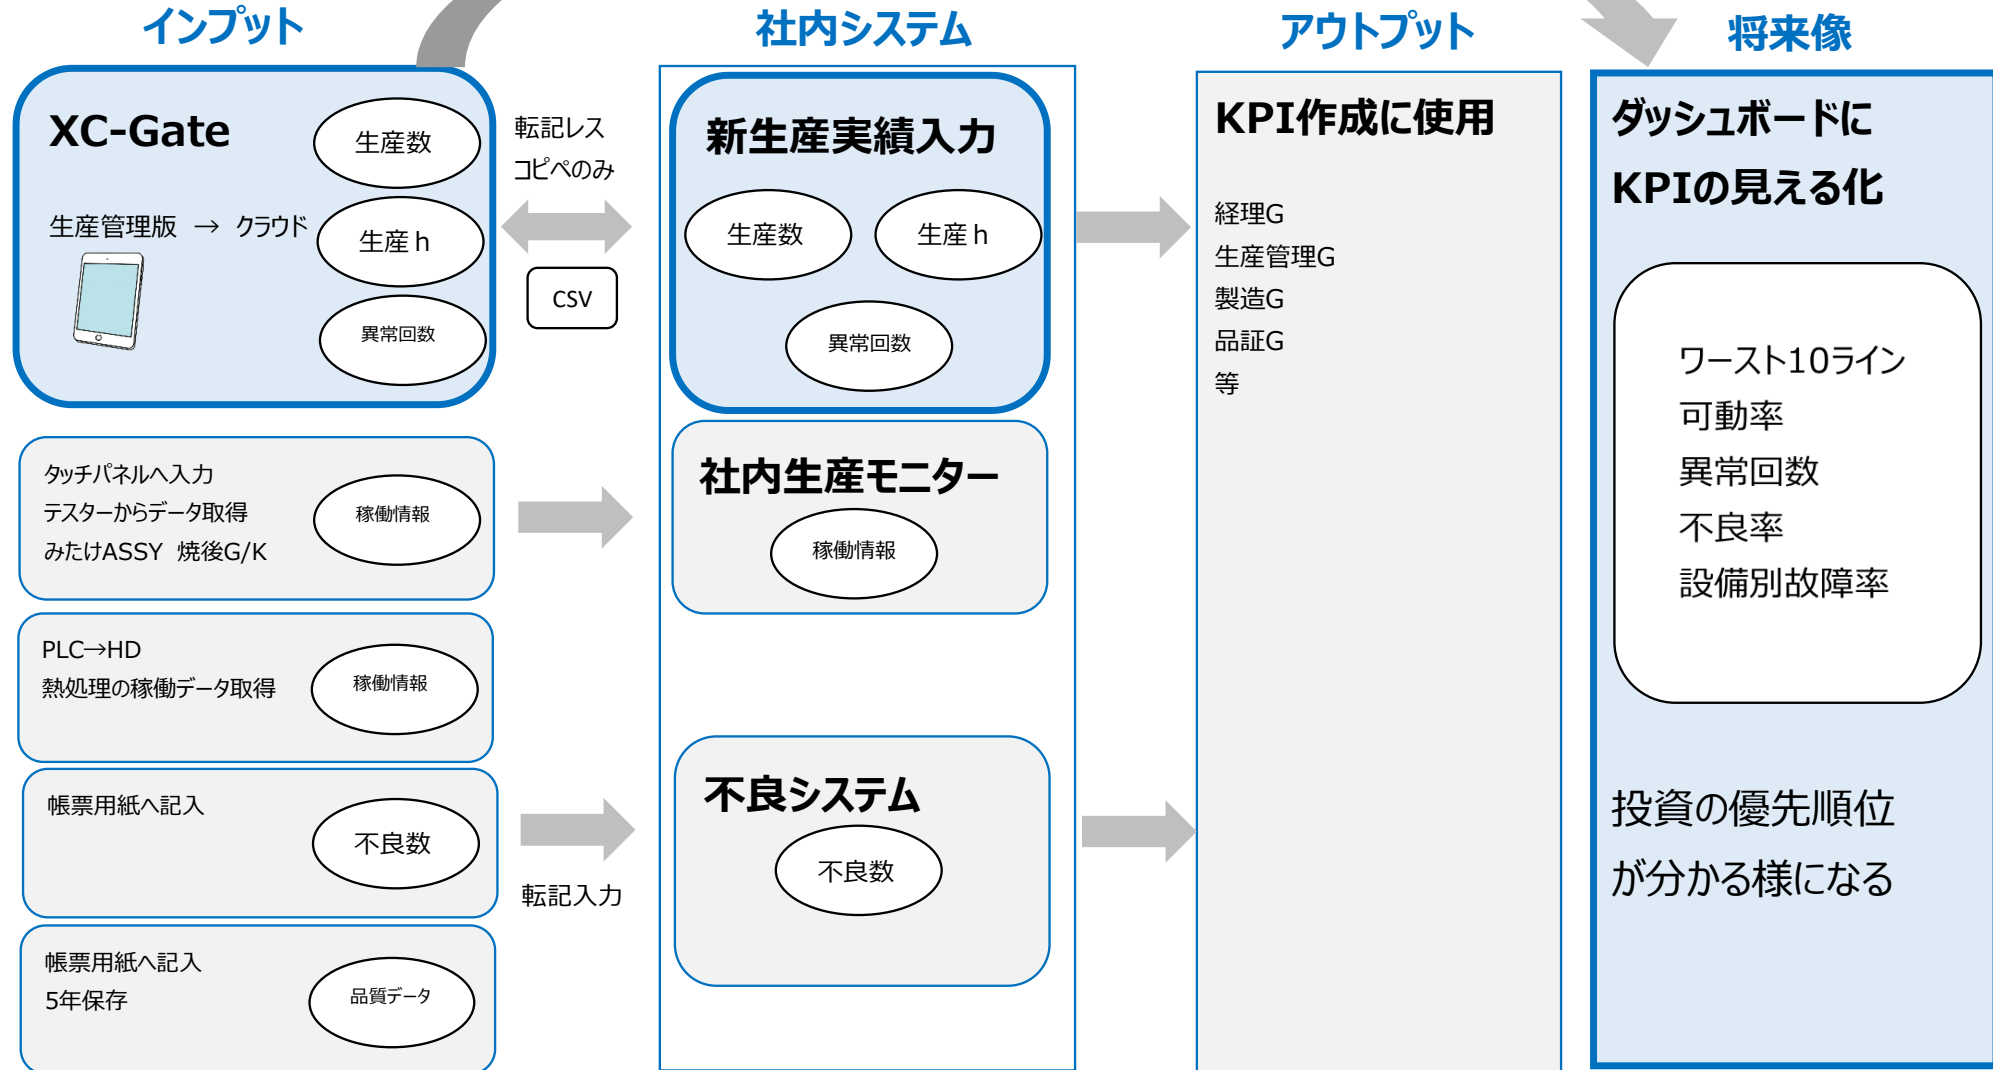 インプット
社内システム
アウトプット
将来像
XC-Gate
生産管理版 → クラウド
生産数
生産h
異常回数
転記レス
コピペのみ
CSV
新生産実績入力
生産数
生産h
異常回数
KPI作成に使用
経理G
生産管理G
製造G
品証G
等
ダッシュボードに
KPIの見える化
ワースト10ライン
可動率
異常回数
不良率
設備別故障率
投資の優先順位
が分かる様になる
タッチパネルへ入力
テスターからデータ取得
みたけASSY 焼後G/K
稼働情報
社内生産モニター
稼働情報
PLC→HD
熱処理の稼働データ取得
稼働情報
帳票用紙へ記入
不良数
転記入力
不良システム
不良数
帳票用紙へ記入
5年保存
品質データ